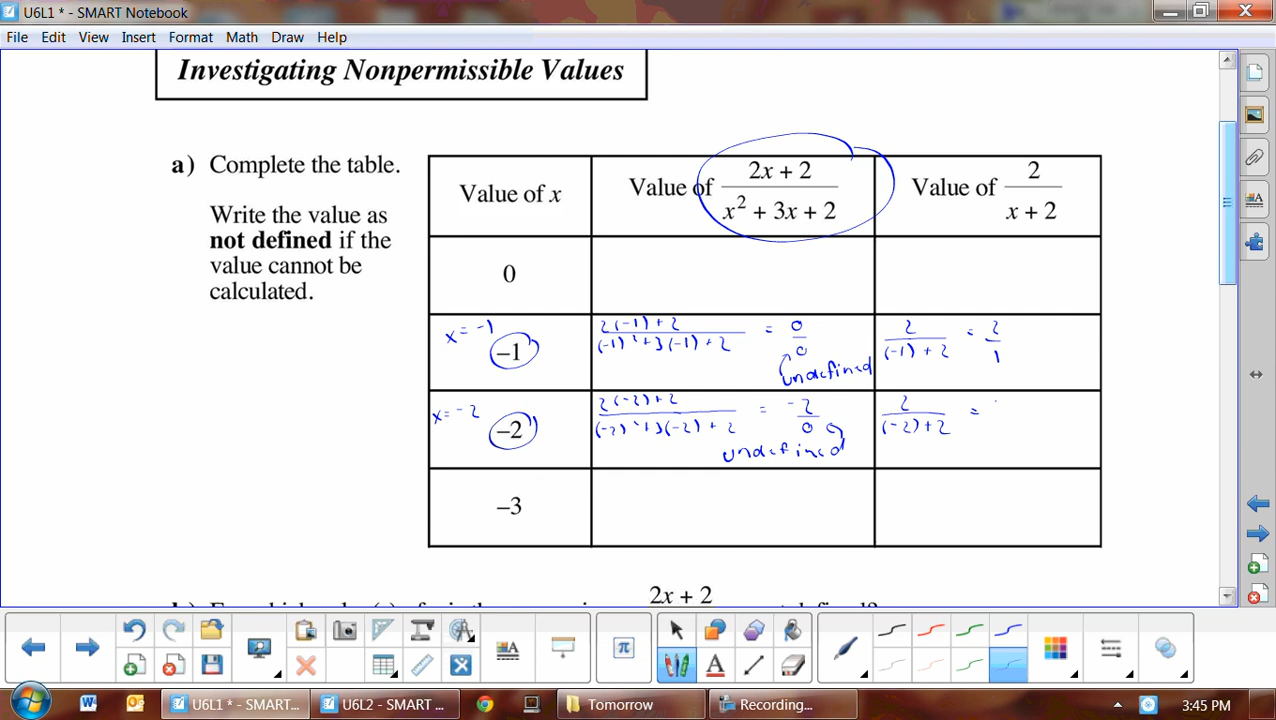 U6L1 * - SMART Notebook
File Edit View Insert Format Math Draw Help
Investigating Nonpermissible Values
a) Complete the table.
Write the value as
not defined if the
value cannot be
calculated.
Value of x
Value of (2x + 2)/(x² + 3x + 2)
Value of 2/(x + 2)
0
x = -1
–1
2(-1)+2/(-1)²+3(-1)+2 = 0/0
undefined
2/(-1)+2 = 2/1
x = -2
–2
2(-2)+2/(-2)²+3(-2)+2 = -2/0
undefined
2/(-2)+2 =
–3
2x + 2
U6L1 * - SMART...
U6L2 - SMART ...
Tomorrow
Recording...
3:45 PM